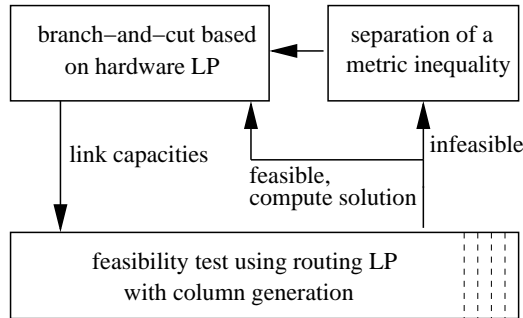 branch−and−cut based
on hardware LP
separation of a
metric inequality
link capacities
feasible,
compute solution
infeasible
feasibility test using routing LP
with column generation